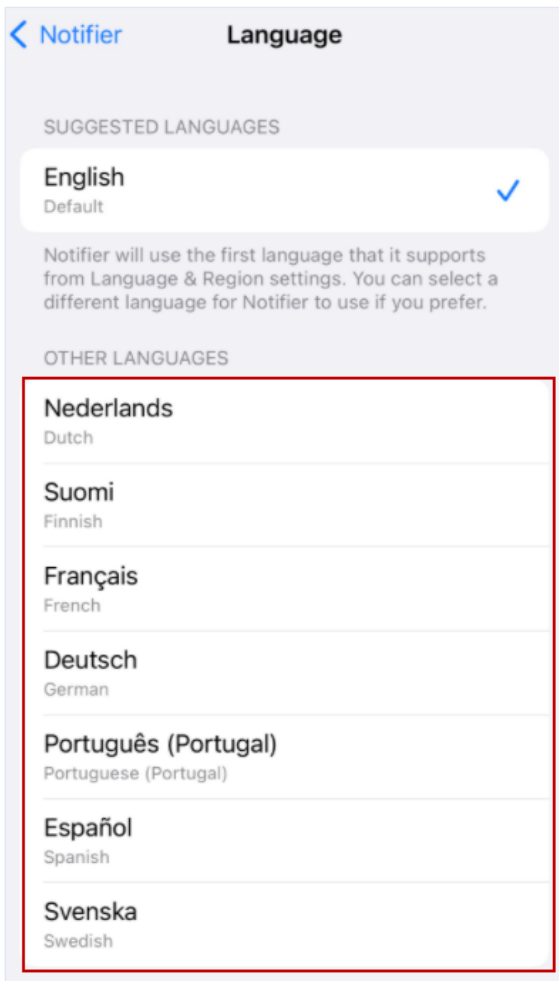 Notifier
Language
SUGGESTED LANGUAGES
English
Default
Notifier will use the first language that it supports
from Language & Region settings. You can select a
different language for Notifier to use if you prefer.
OTHER LANGUAGES
Nederlands
Dutch
Suomi
Finnish
Français
French
Deutsch
German
Português (Portugal)
Portuguese (Portugal)
Español
Spanish
Svenska
Swedish